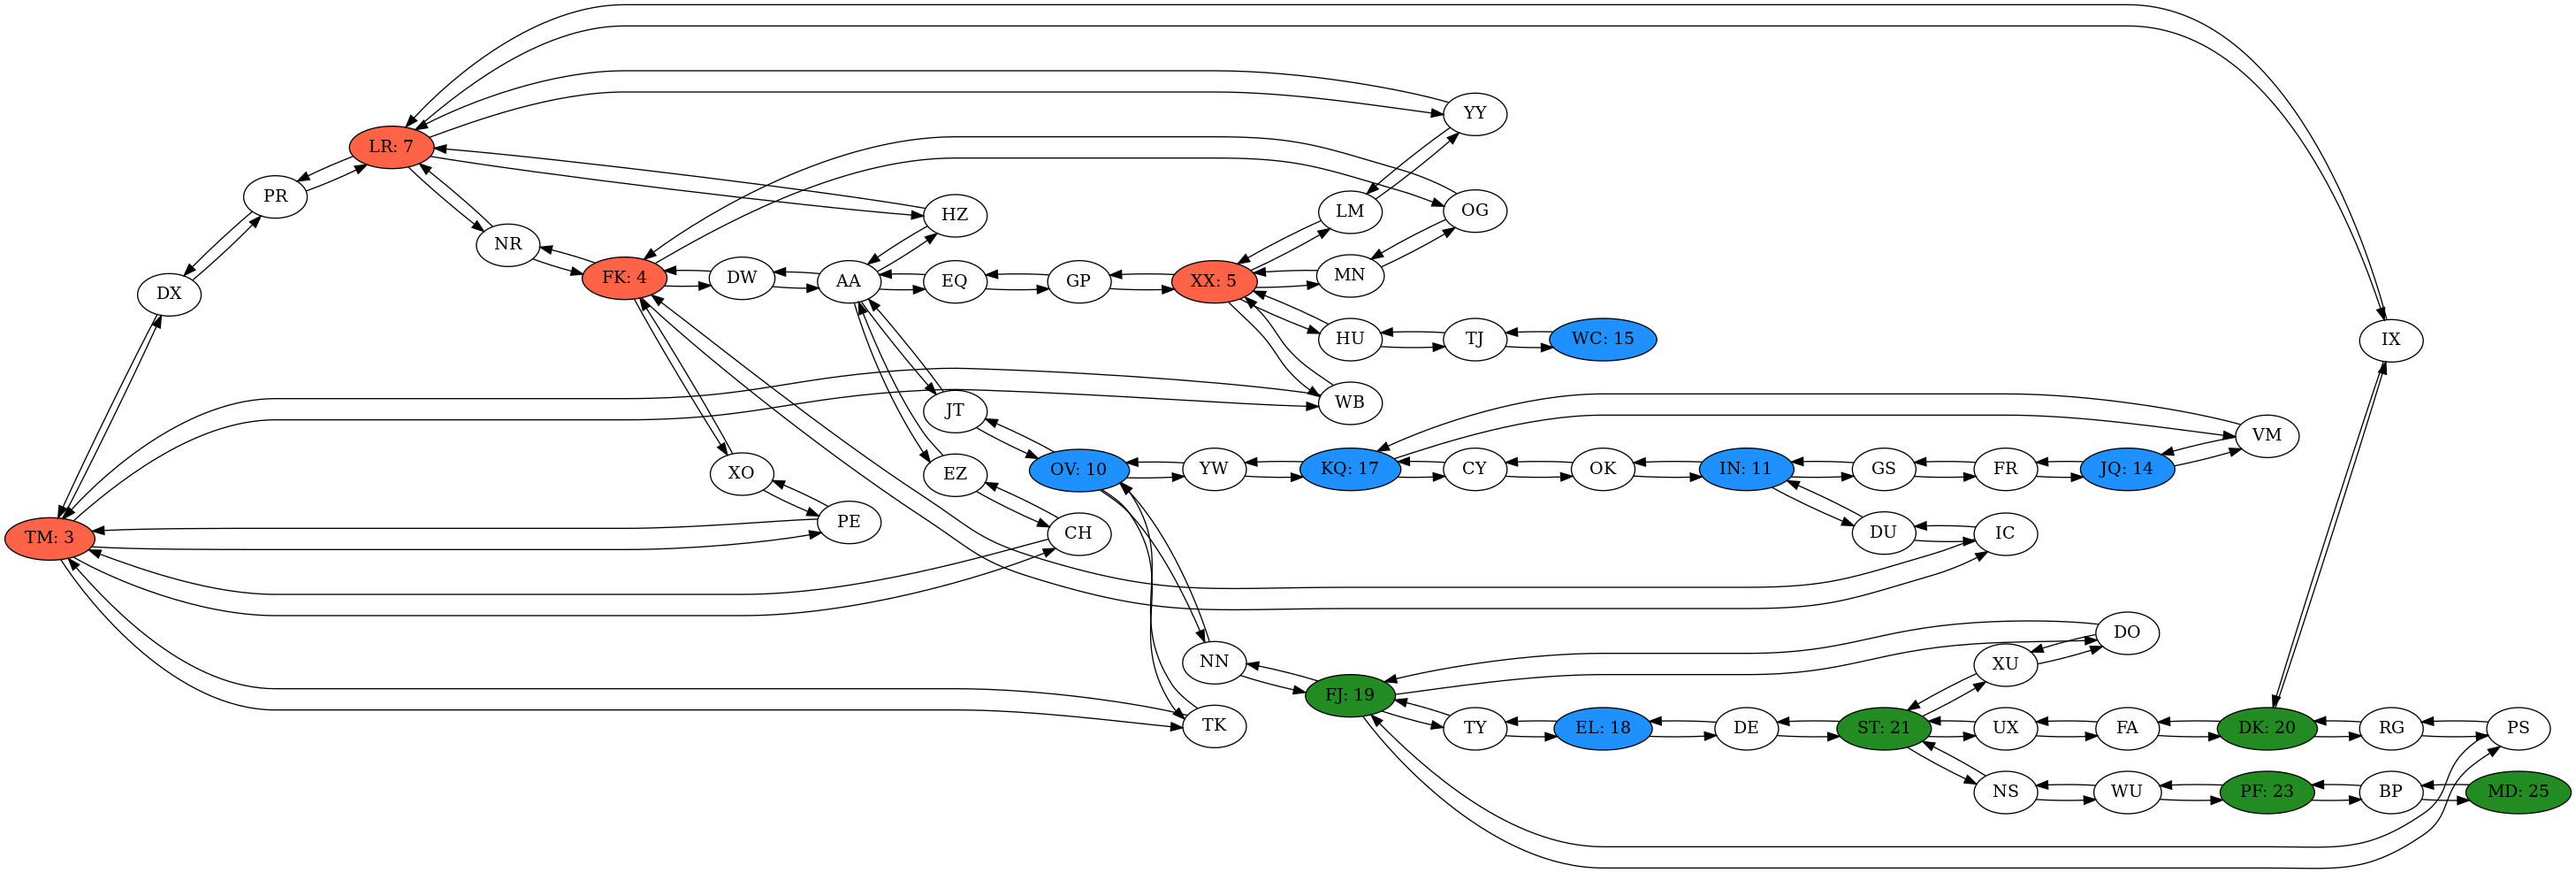 YY
LR: 7
PR
LM
OG
HZ
NR
MN
XX: 5
FK: 4
DW
AA
EQ
GP
DX
HU
TJ
WC: 15
IX
WB
JT
VM
OV: 10
YW
KQ: 17
CY
OK
IN: 11
GS
FR
JQ: 14
XO
EZ
PE
CH
DU
IC
TM: 3
DO
NN
XU
FJ: 19
TK
TY
EL: 18
DE
ST: 21
UX
FA
DK: 20
RG
PS
NS
WU
PF: 23
BP
MD: 25